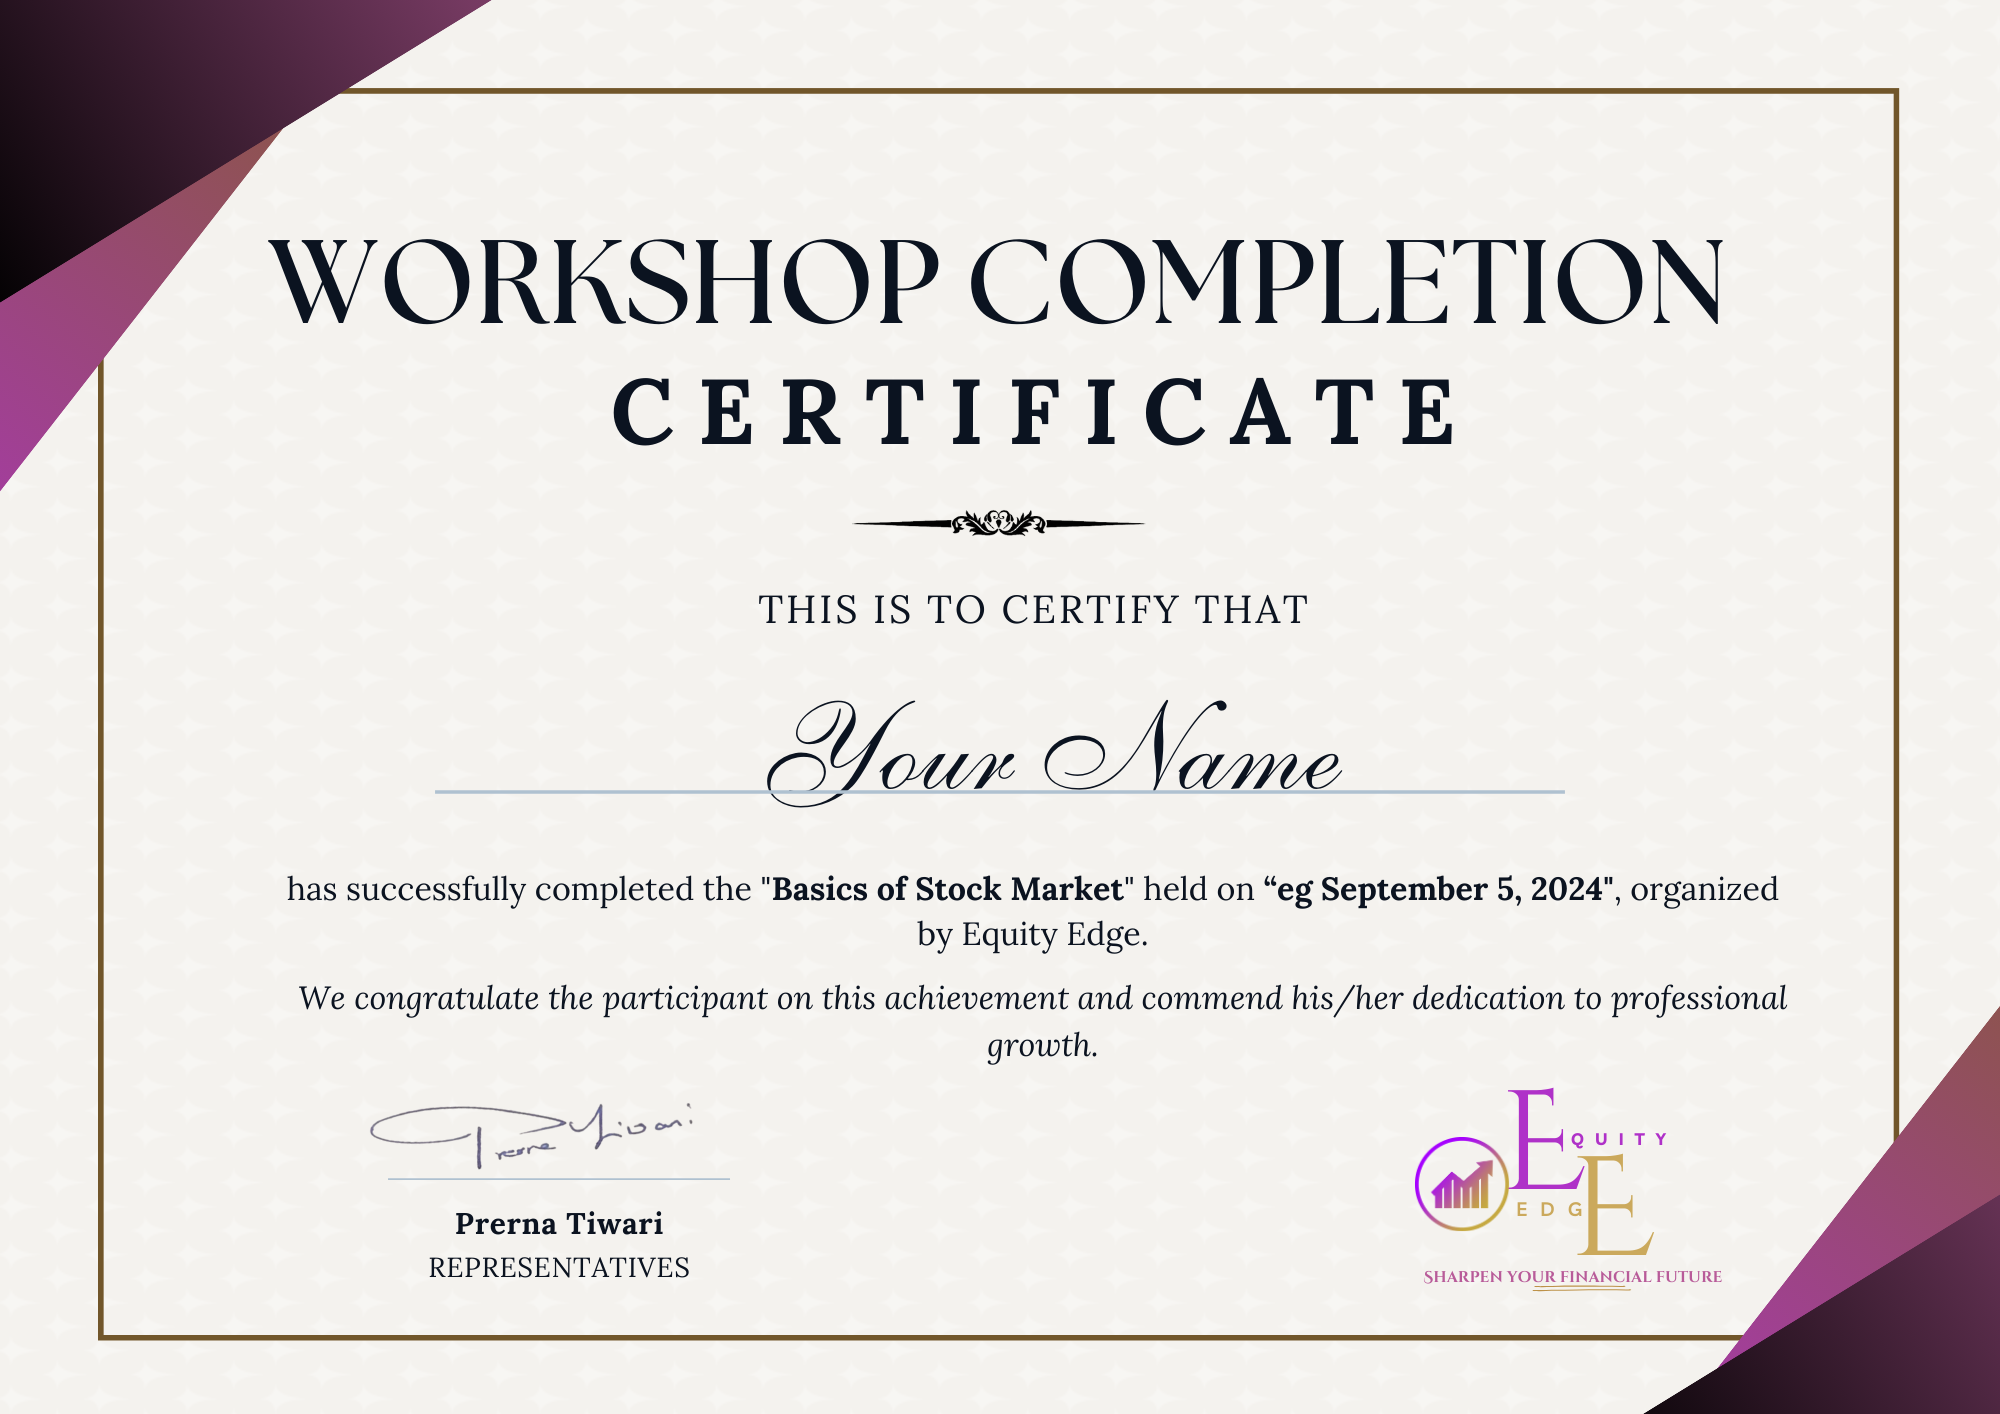 WORKSHOP COMPLETION
CERTIFICATE
THIS IS TO CERTIFY THAT
Your Name
has successfully completed the "Basics of Stock Market" held on “eg September 5, 2024", organized
by Equity Edge.
We congratulate the participant on this achievement and commend his/her dedication to professional
growth.
Prerna Tiwari
Prerna Tiwari
REPRESENTATIVES
EQUITY
EDGE
SHARPEN YOUR FINANCIAL FUTURE